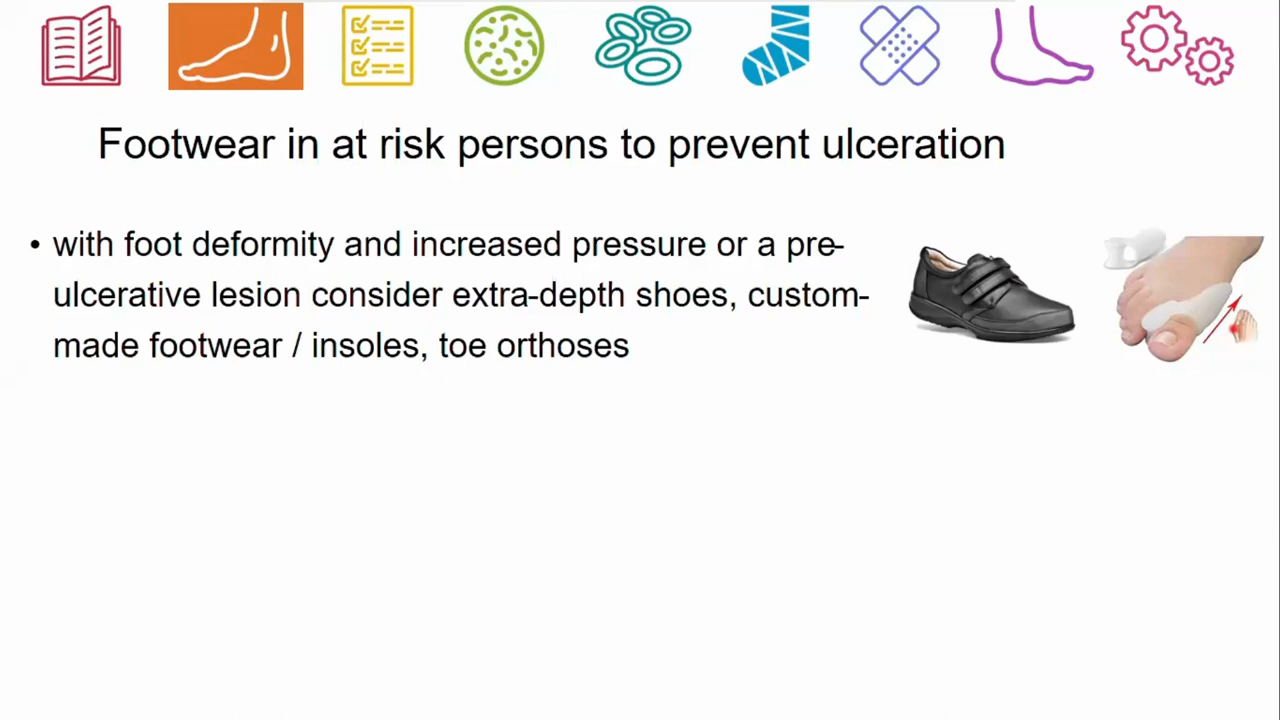 Footwear in at risk persons to prevent ulceration
• with foot deformity and increased pressure or a pre-
ulcerative lesion consider extra-depth shoes, custom-
made footwear / insoles, toe orthoses